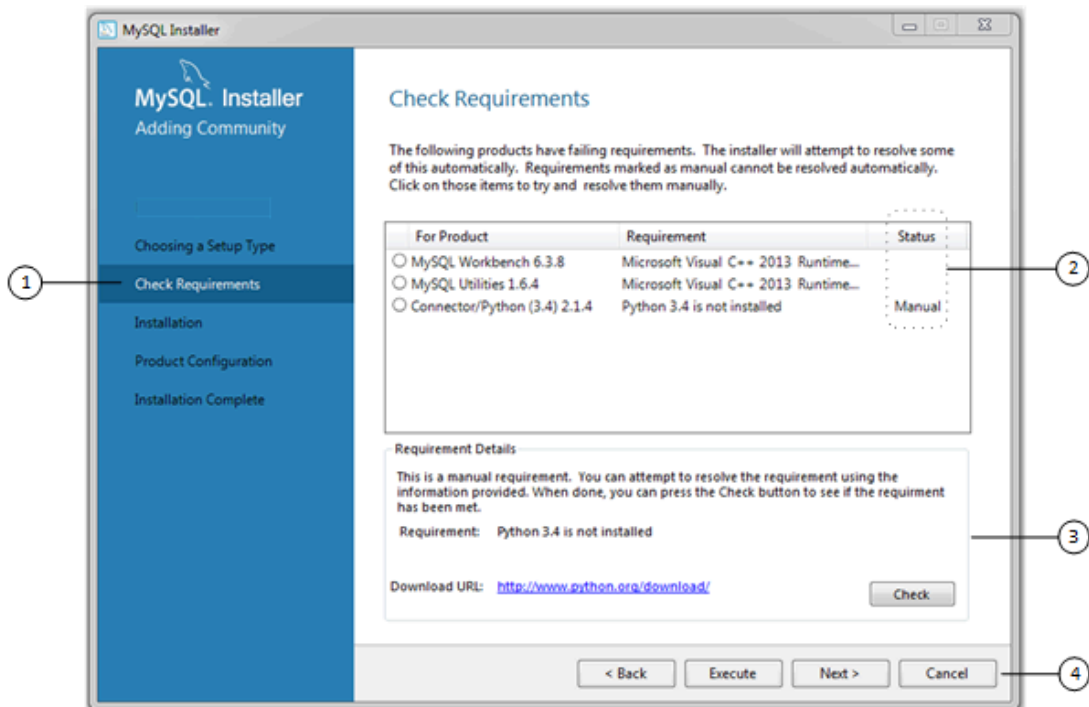 MySQL Installer
MySQL. Installer
Adding Community
Choosing a Setup Type
Check Requirements
Installation
Product Configuration
Installation Complete
Check Requirements
The following products have failing requirements. The installer will attempt to resolve some
of this automatically. Requirements marked as manual cannot be resolved automatically.
Click on those items to try and resolve them manually.
For Product Requirement Status
MySQL Workbench 6.3.8 Microsoft Visual C++ 2013 Runtime...
MySQL Utilities 1.6.4 Microsoft Visual C++ 2013 Runtime...
Connector/Python (3.4) 2.1.4 Python 3.4 is not installed Manual
Requirement Details
This is a manual requirement. You can attempt to resolve the requirement using the
information provided. When done, you can press the Check button to see if the requirment
has been met.
Requirement: Python 3.4 is not installed
Download URL: http://www.python.org/download/
Check
< Back Execute Next > Cancel
1
2
3
4